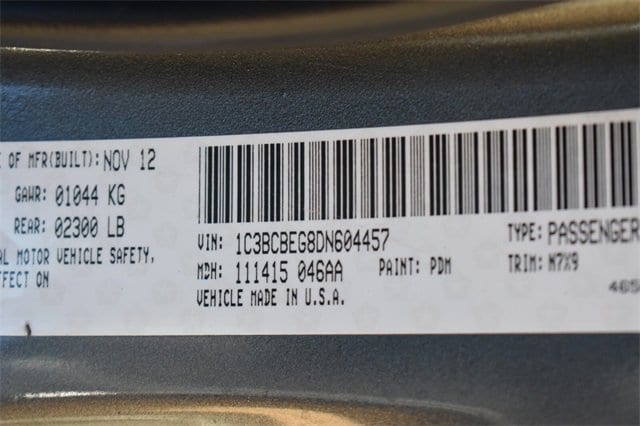 E OF MFR(BUILT): NOV 12
GAWR: 01044 KG
REAR: 02300 LB
AL MOTOR VEHICLE SAFETY,
FFECT ON
VIN: 1C3BCBEG8DN604457
TYPE: PASSENGER
MDH: 111415 046AA PAINT: PDM TRIM: M7X9
VEHICLE MADE IN U.S.A.
465